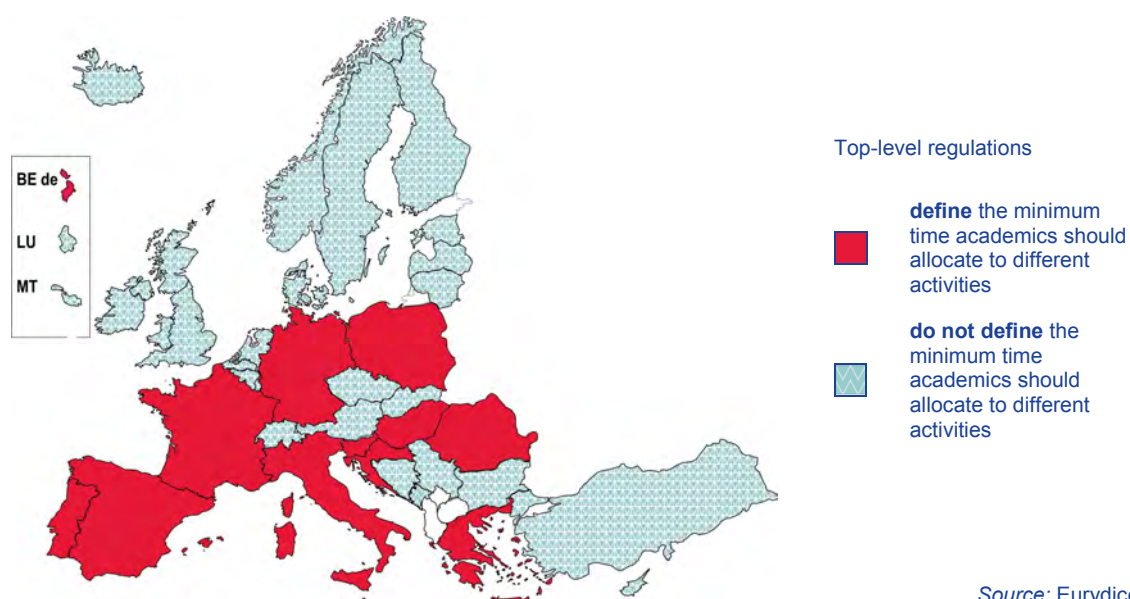 BE de
LU
MT
Top-level regulations
define the minimum
time academics should
allocate to different
activities
do not define the
minimum time
academics should
allocate to different
activities
Source: Eurydice